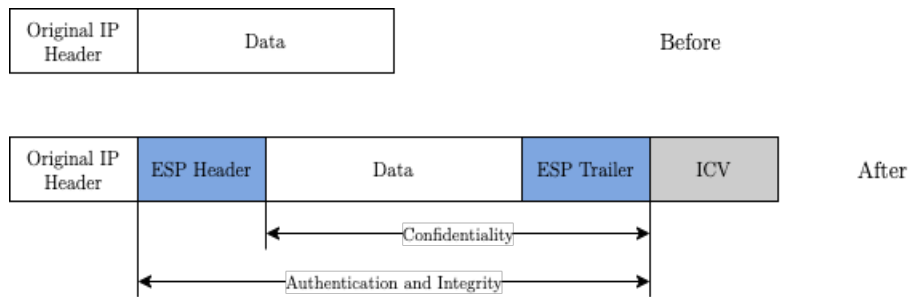 Original IP
Header
Data
Before
Original IP
Header
ESP Header
Data
ESP Trailer
ICV
After
Confidentiality
Authentication and Integrity